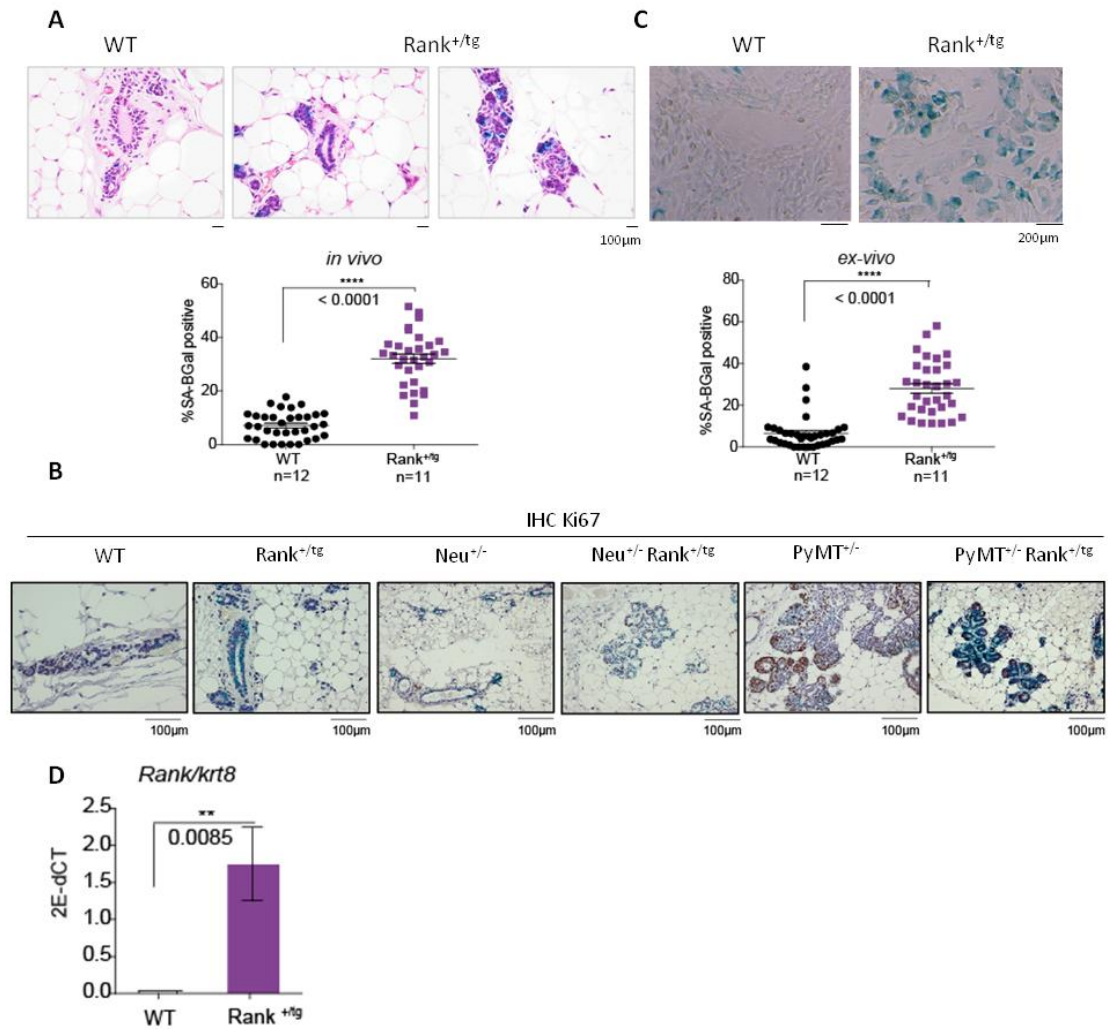 A
WT
Rank+/tg
100µm
in vivo
%SA-BGal positive
60
40
20
0
****
< 0.0001
WT
n=12
Rank+/tg
n=11
C
WT
Rank+/tg
200µm
ex-vivo
%SA-BGal positive
80
60
40
20
0
****
< 0.0001
WT
n=12
Rank+/tg
n=11
B
IHC Ki67
WT
Rank+/tg
Neu+/-
Neu+/- Rank+/tg
PyMT+/-
PyMT+/- Rank+/tg
100µm
100µm
100µm
100µm
100µm
100µm
D
Rank/krt8
2E-dCT
2.5
2.0
1.5
1.0
0.5
0.0
**
0.0085
WT
Rank +/tg